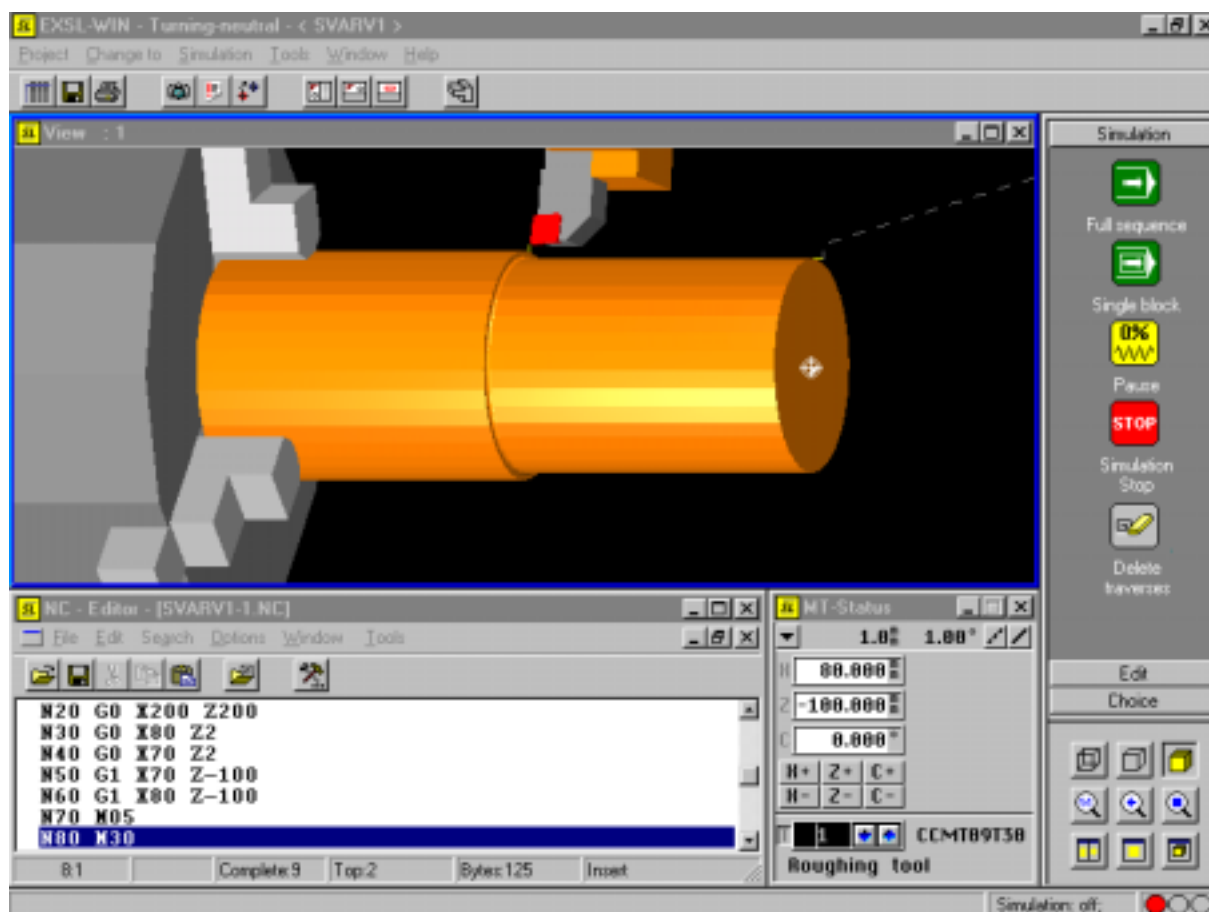 EXSL-WIN - Turning-neutral - < SVARV1 >
Project Change to Simulation Tools Window Help
View : 1
Simulation
Full sequence
Single block
0%
Pause
STOP
Simulation
Stop
Delete
traverses
Edit
Choice
NC - Editor - [SVARV1-1.NC]
File Edit Search Options Window Tools
N20 G0 X200 Z200
N30 G0 X80 Z2
N40 G0 X70 Z2
N50 G1 X70 Z-100
N60 G1 X80 Z-100
N70 M05
N80 M30
8:1 Complete:9 Top:2 Bytes:125 Insert
MT-Status
1.0 1.00°
80.000
Z -100.000
C 0.000°
Z+ C+
Z- C-
T 1 CCMT09T30
Roughing tool
Simulation: off;